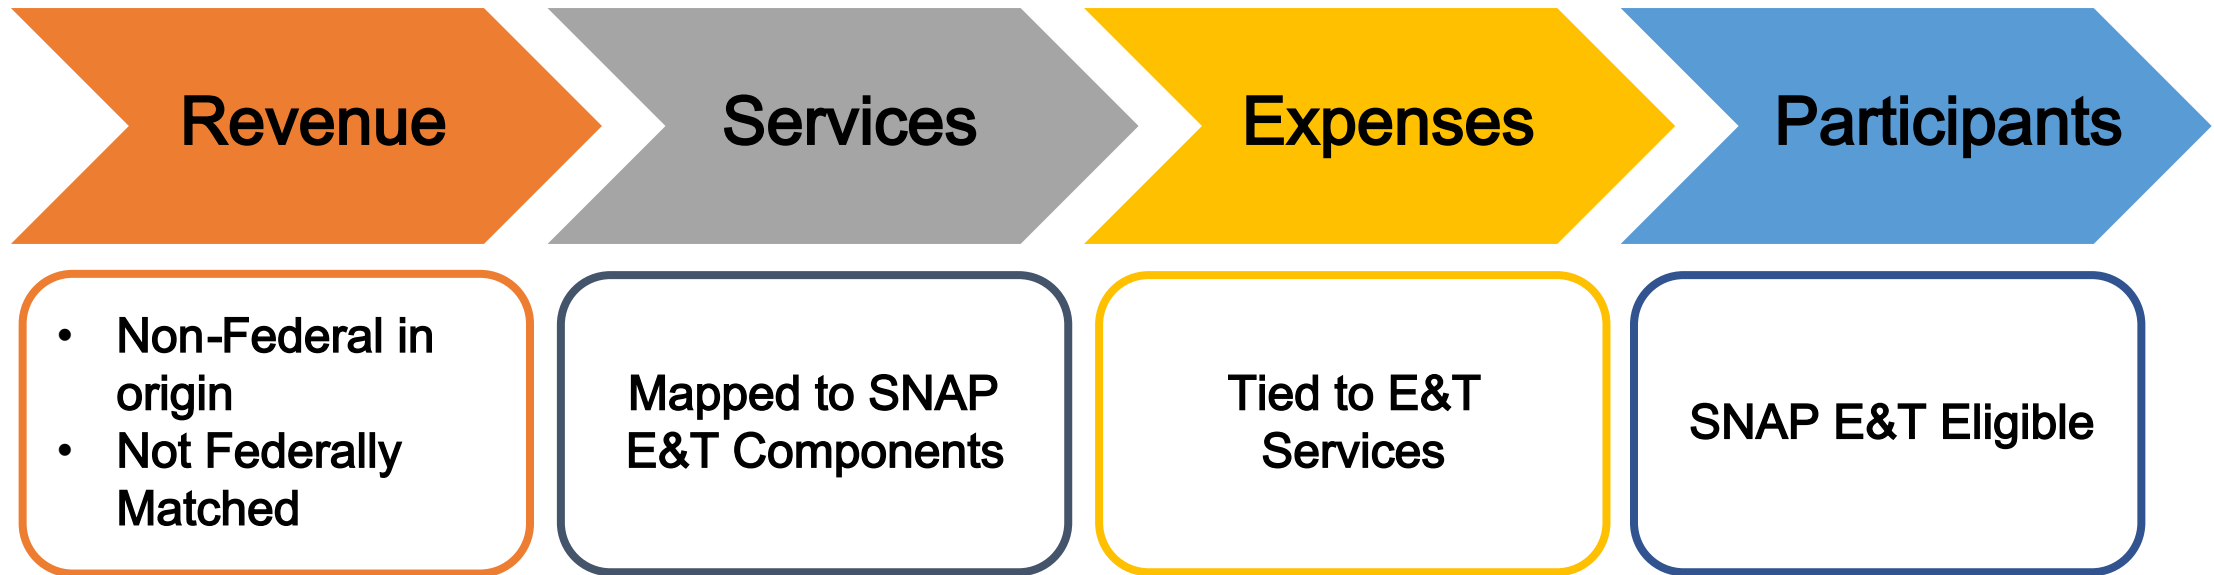 Revenue
Services
Expenses
Participants
• Non-Federal in
origin
• Not Federally
Matched
Mapped to SNAP
E&T Components
Tied to E&T
Services
SNAP E&T Eligible